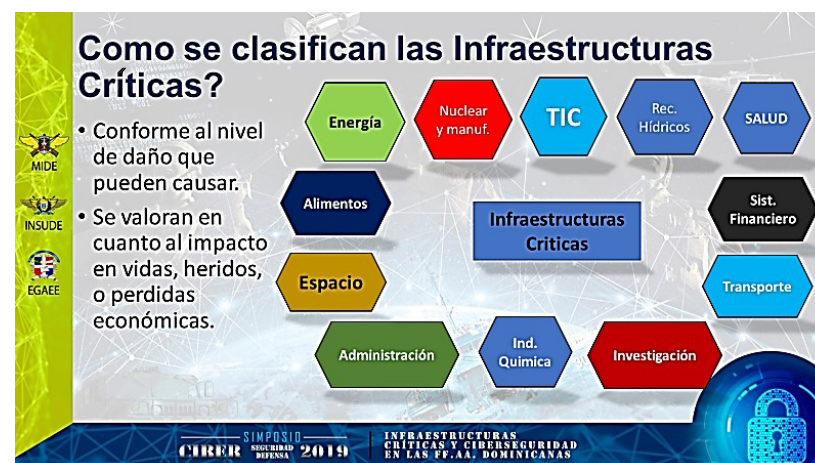 Como se clasifican las Infraestructuras
Críticas?
• Conforme al nivel
de daño que
pueden causar.
• Se valoran en
cuanto al impacto
en vidas, heridos,
o perdidas
económicas.
MIDE
INSUDE
EGAEE
Energía
Nuclear
y manuf.
TIC
Rec.
Hídricos
SALUD
Alimentos
Infraestructuras
Criticas
Sist.
Financiero
Espacio
Transporte
Administración
Ind.
Quimica
Investigación
SIMPOSIO
CIBER SEGURIDAD DEFENSA 2019
INFRAESTRUCTURAS
CRÍTICAS Y CIBERSEGURIDAD
EN LAS FF.AA. DOMINICANAS